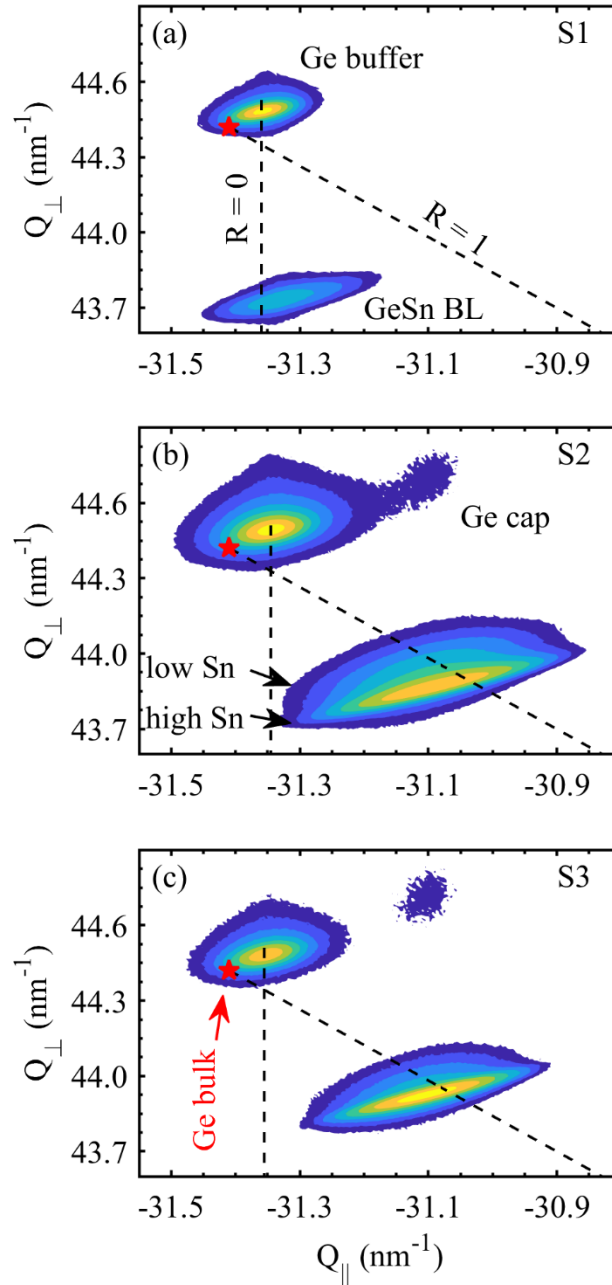 (a)
S1
Ge buffer
44.6
44.3
44.0
43.7
Q⊥ (nm-1)
R = 0
R = 1
GeSn BL
-31.5 -31.3 -31.1 -30.9
(b)
S2
Ge cap
44.6
44.3
44.0
43.7
Q⊥ (nm-1)
low Sn
high Sn
-31.5 -31.3 -31.1 -30.9
(c)
S3
44.6
44.3
44.0
43.7
Q⊥ (nm-1)
Ge bulk
-31.5 -31.3 -31.1 -30.9
Q|| (nm-1)